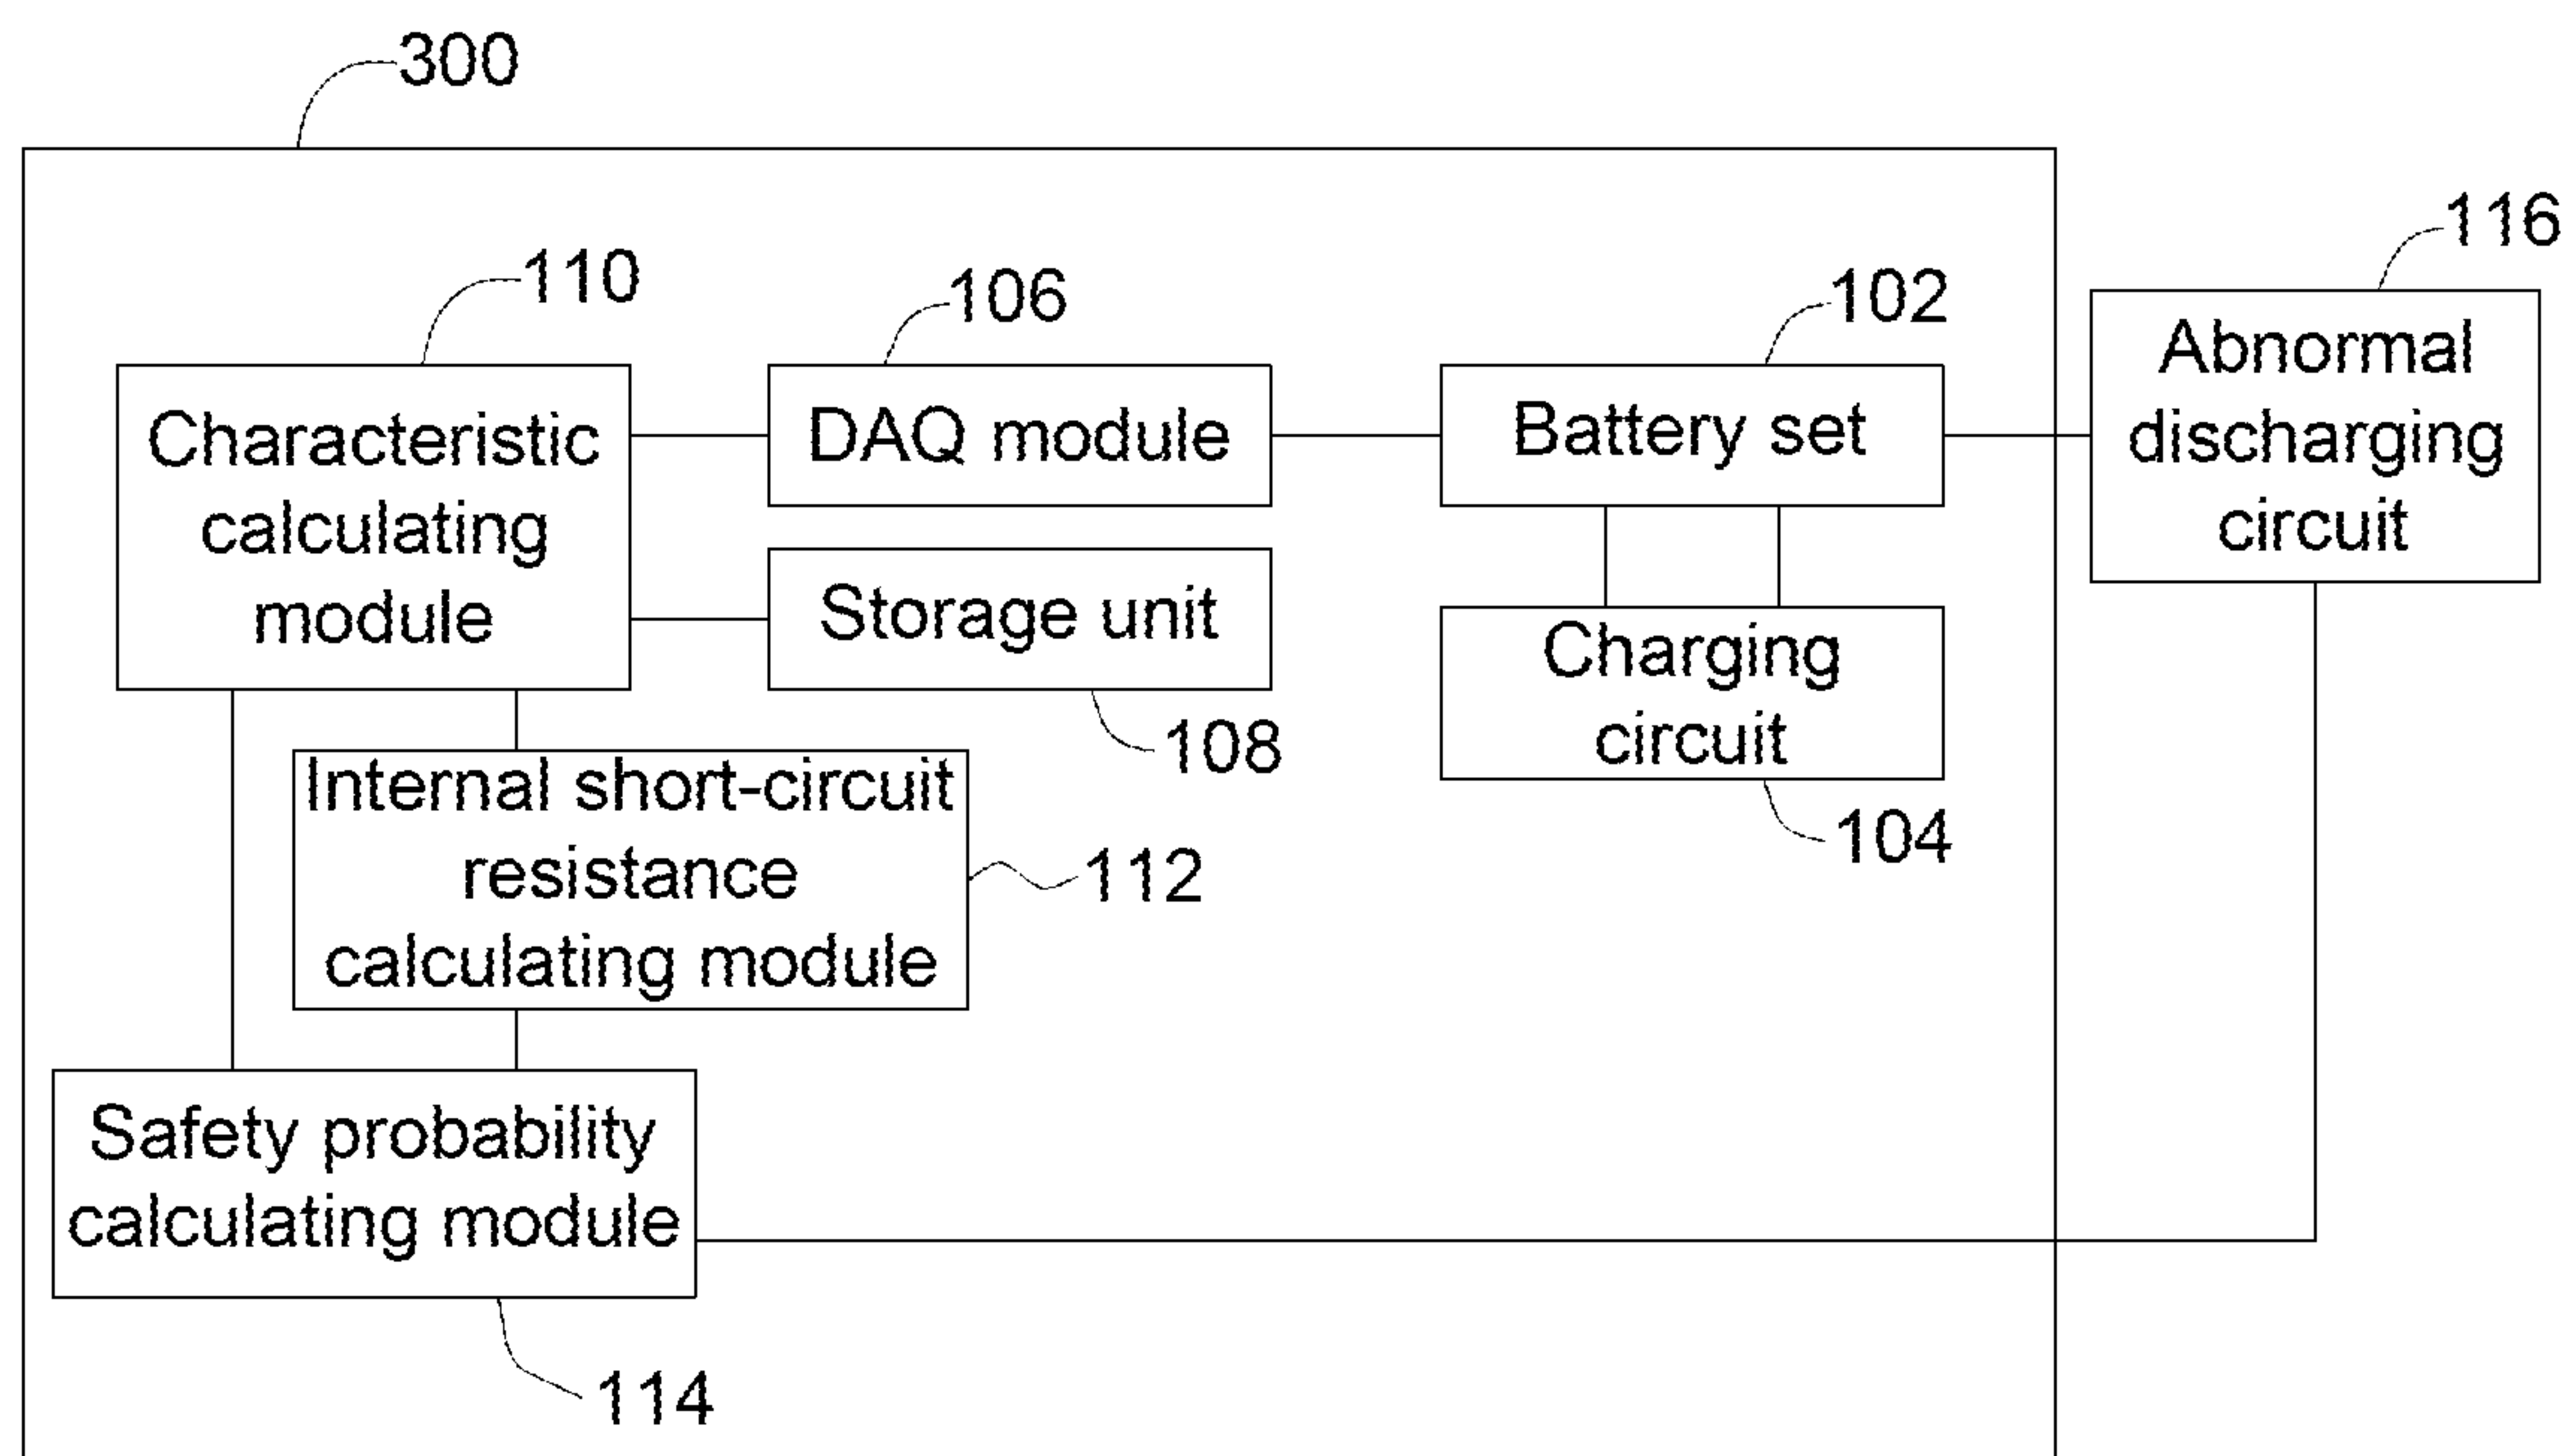 300
116
110
106
102
Characteristic
calculating
module
DAQ module
Battery set
Abnormal
discharging
circuit
Storage unit
108
Charging
circuit
104
Internal short-circuit
resistance
calculating module
112
Safety probability
calculating module
114